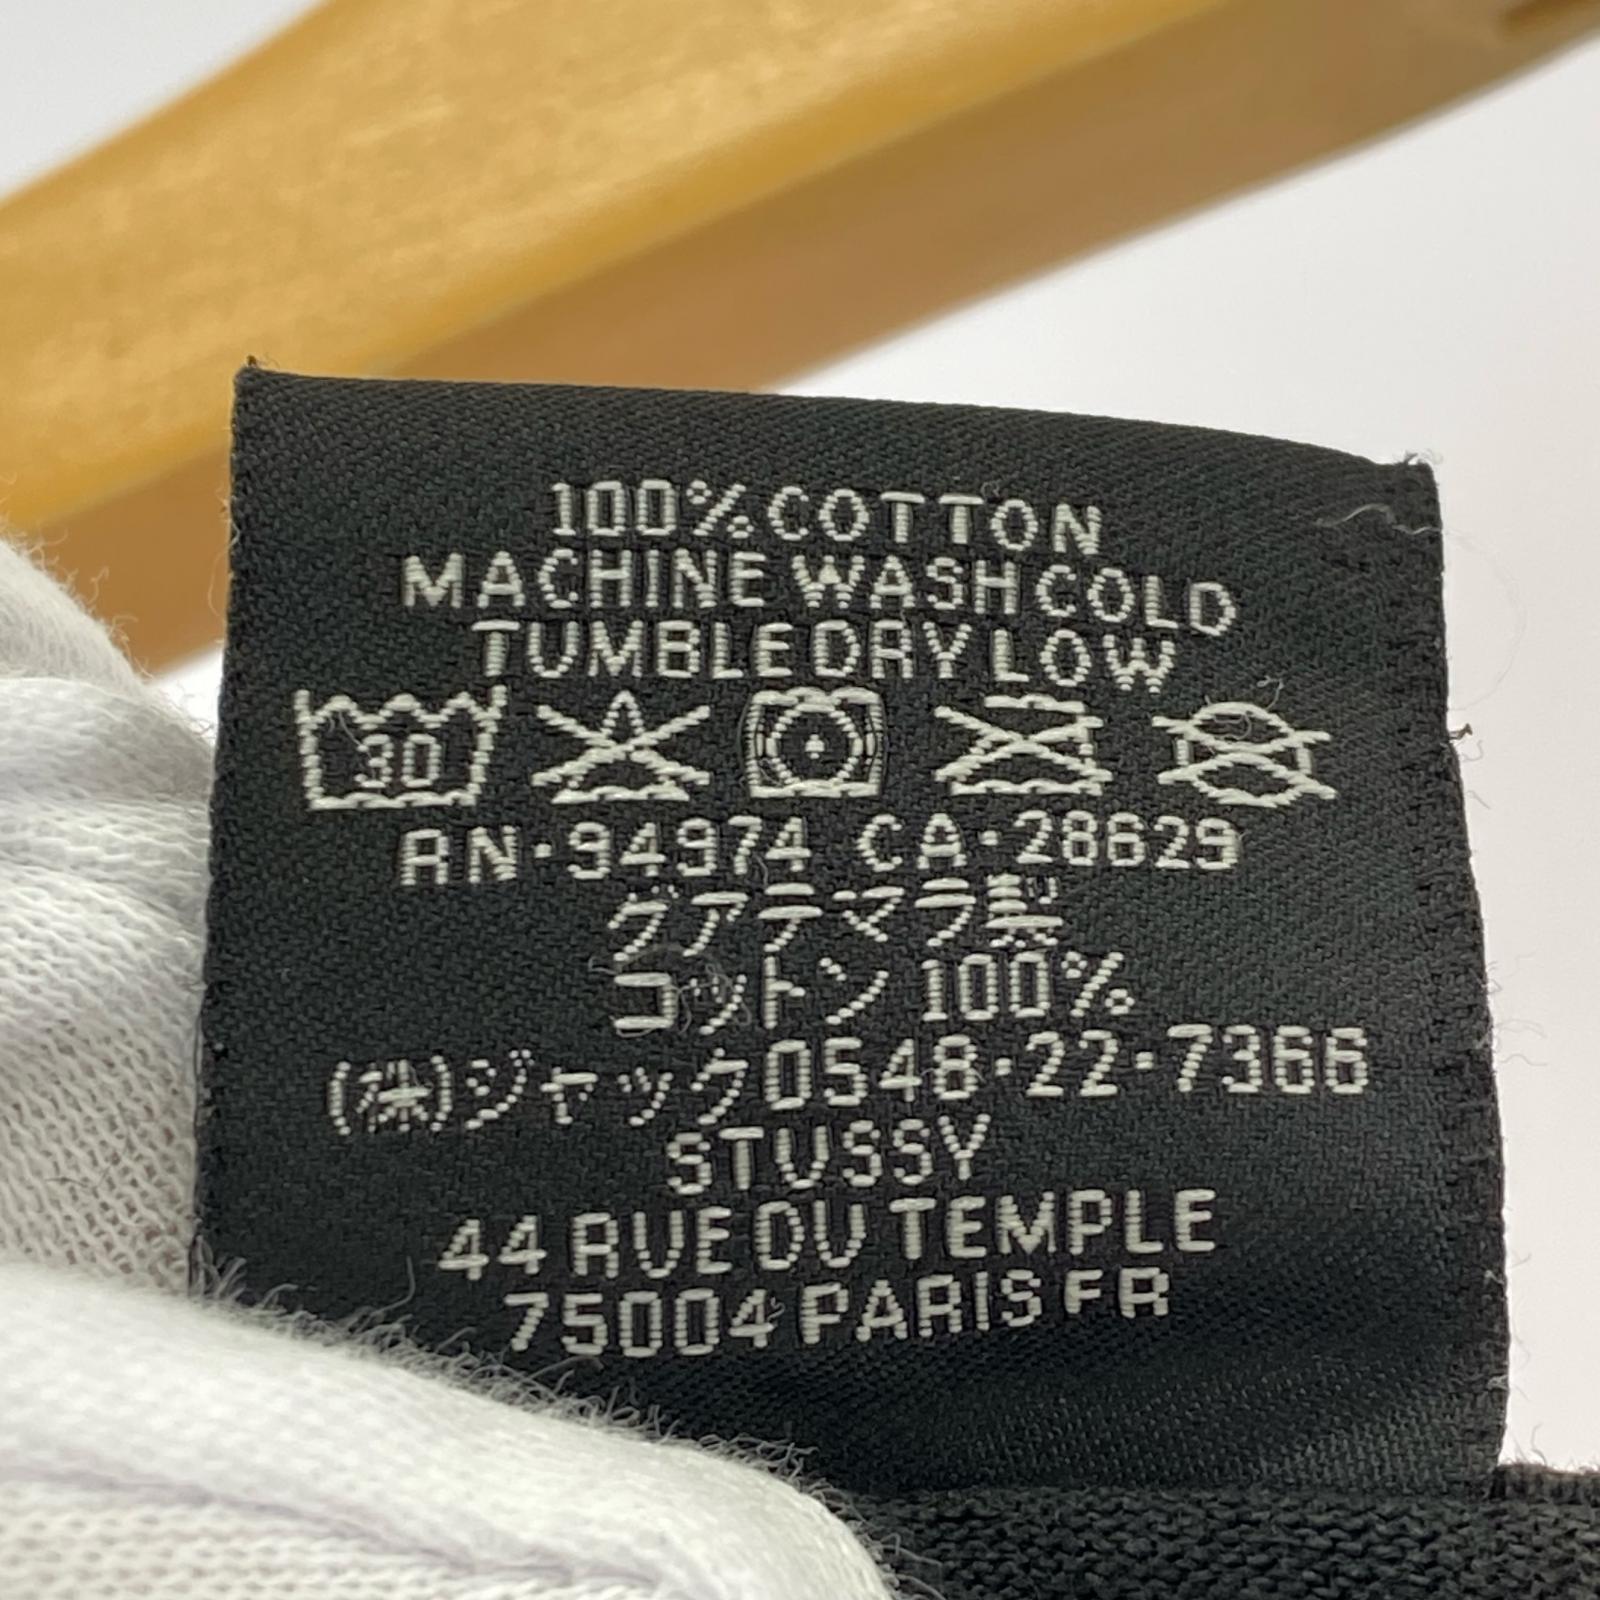 100% COTTON
MACHINE WASH COLD
TUMBLE DRY LOW
30
RN·94974 CA·28629
グアテマラ製
コットン 100%
(株)ジャック0548·22·7366
STUSSY
44 RUE DU TEMPLE
75004 PARIS FR